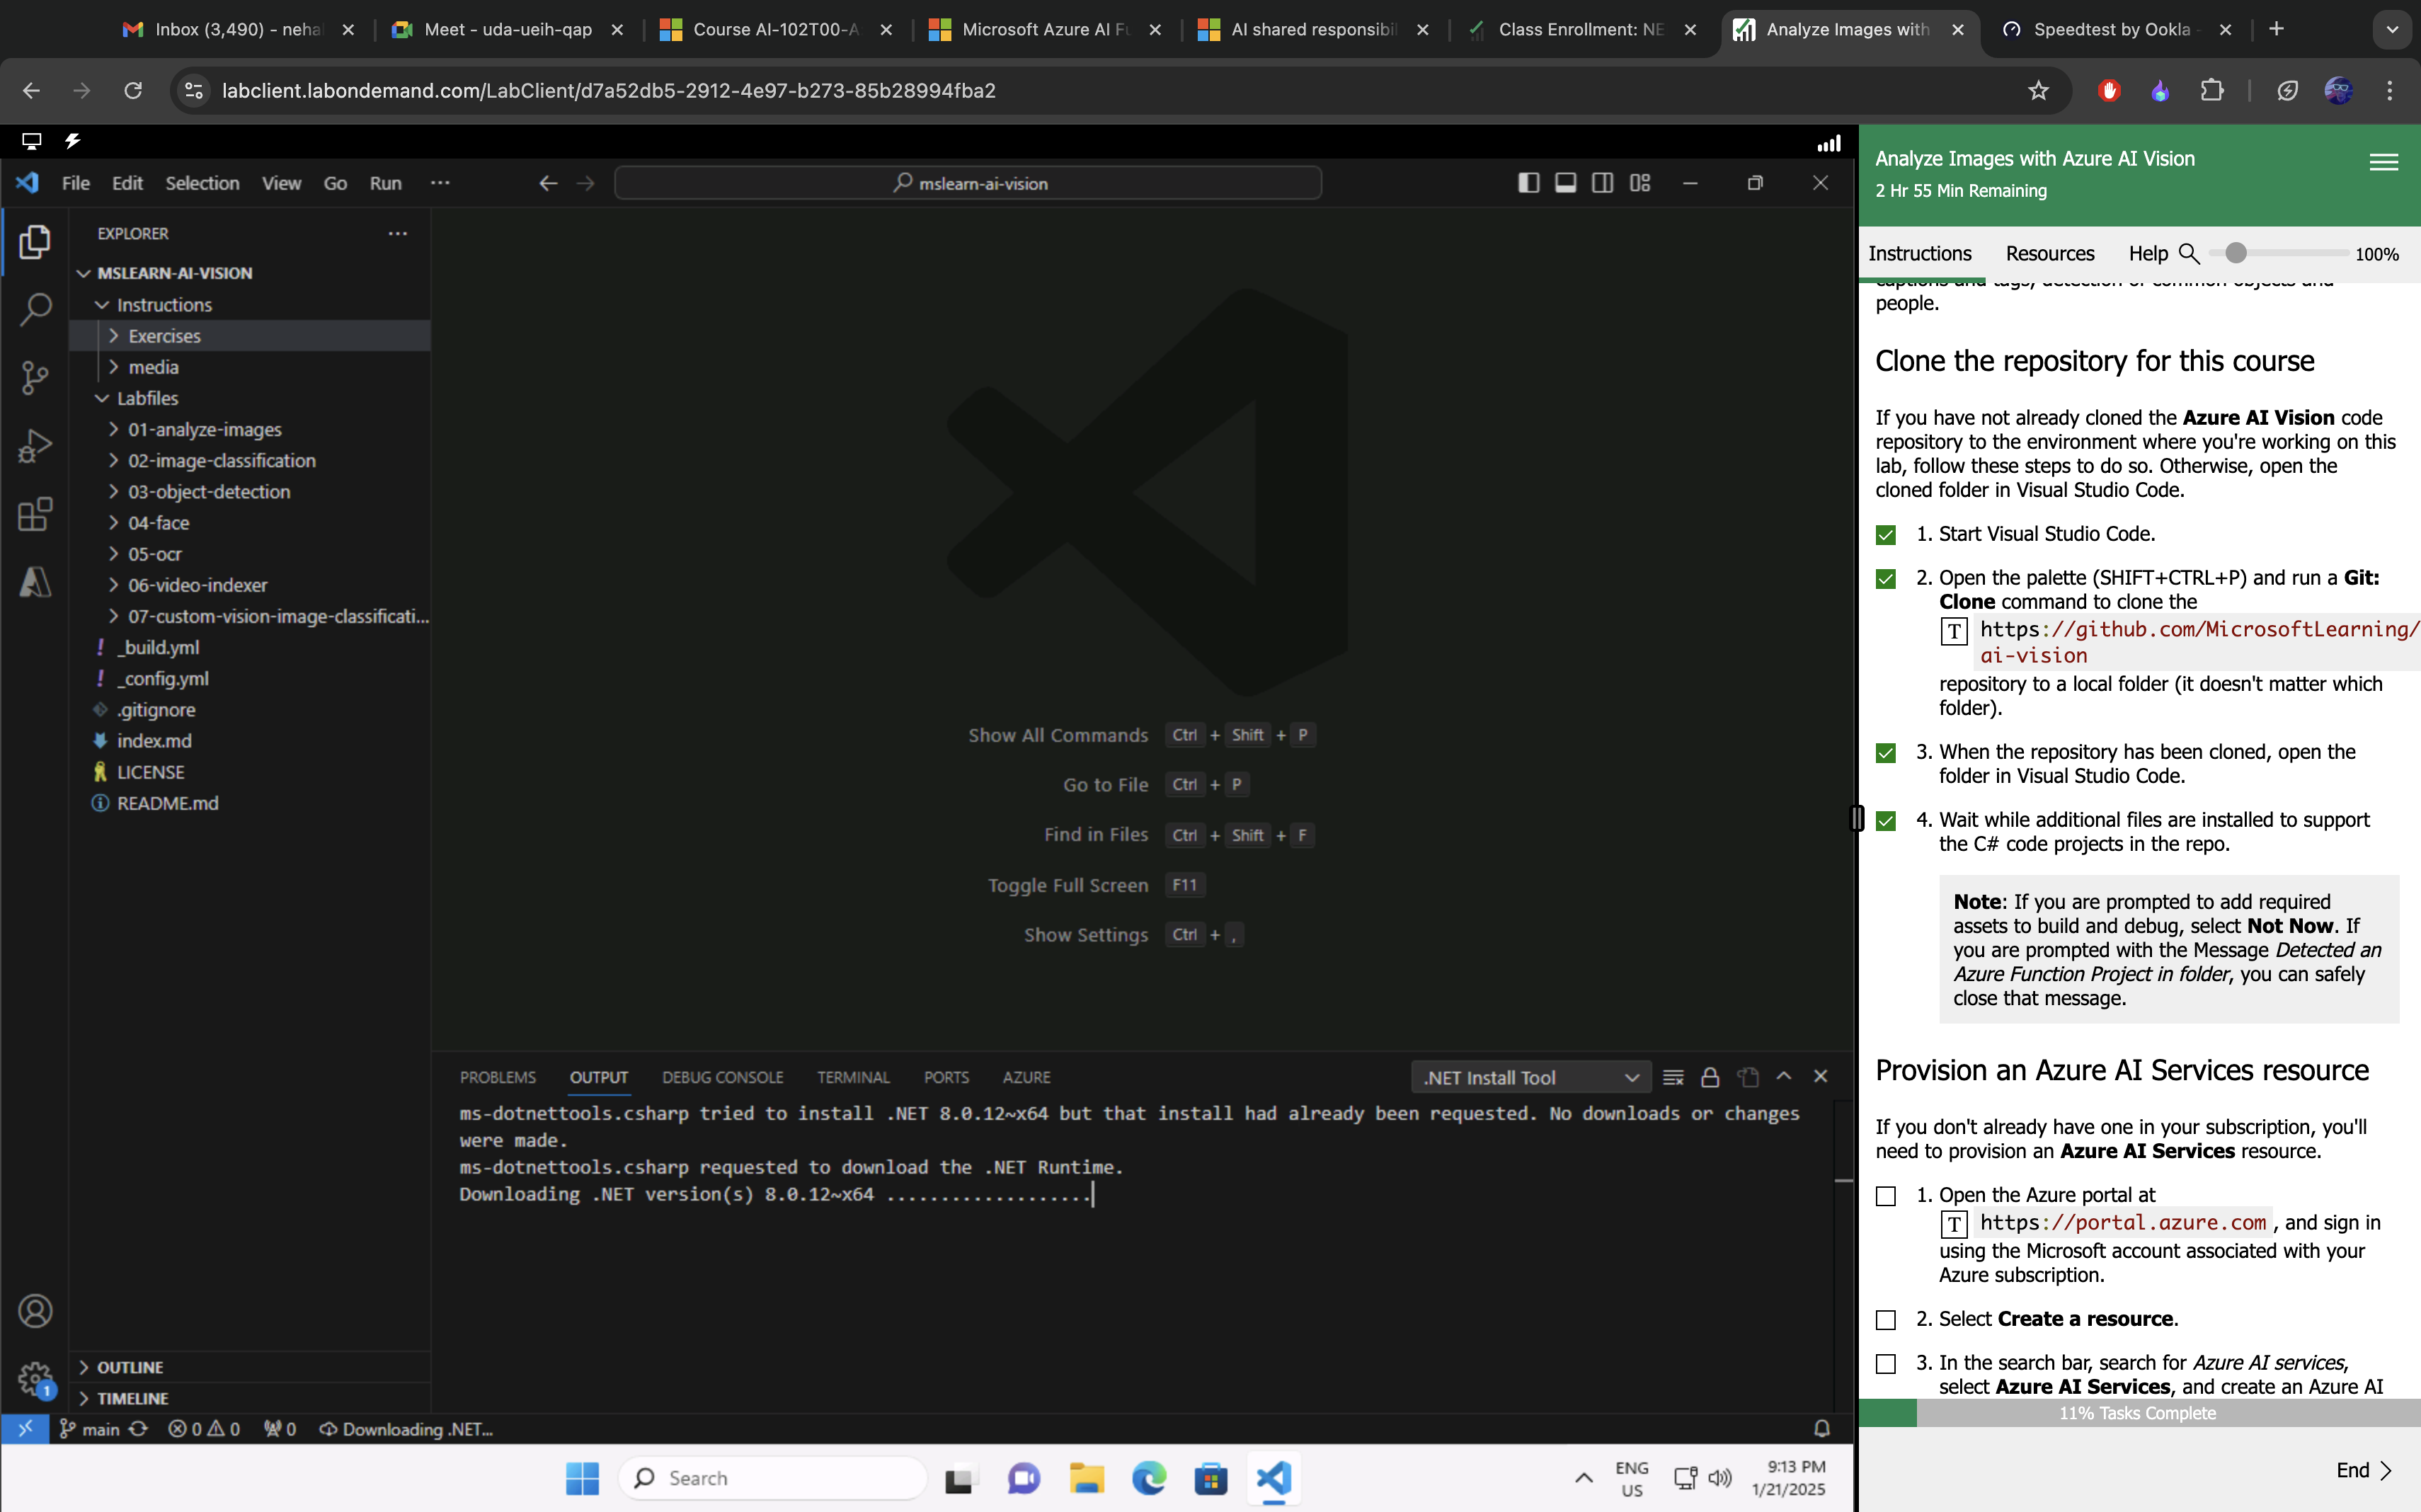 Inbox (3,490) - neha
Meet - uda-ueih-qap
Course AI-102T00-A
Microsoft Azure AI Fu
AI shared responsibil
Class Enrollment: NE
Analyze Images with
Speedtest by Ookla -
labclient.labondemand.com/LabClient/d7a52db5-2912-4e97-b273-85b28994fba2
File Edit Selection View Go Run ...
mslearn-ai-vision
EXPLORER
MSLEARN-AI-VISION
Instructions
Exercises
media
Labfiles
01-analyze-images
02-image-classification
03-object-detection
04-face
05-ocr
06-video-indexer
07-custom-vision-image-classificati...
! _build.yml
! _config.yml
.gitignore
index.md
LICENSE
README.md
OUTLINE
TIMELINE
Show All Commands Ctrl + Shift + P
Go to File Ctrl + P
Find in Files Ctrl + Shift + F
Toggle Full Screen F11
Show Settings Ctrl + ,
PROBLEMS OUTPUT DEBUG CONSOLE TERMINAL PORTS AZURE
.NET Install Tool
ms-dotnettools.csharp tried to install .NET 8.0.12~x64 but that install had already been requested. No downloads or changes
were made.
ms-dotnettools.csharp requested to download the .NET Runtime.
Downloading .NET version(s) 8.0.12~x64 ...................
1
main 0 0 0 Downloading .NET...
Search
ENG
US
9:13 PM
1/21/2025
Analyze Images with Azure AI Vision
2 Hr 55 Min Remaining
Instructions Resources Help 100%
captions and tags, detection of common objects and
people.
Clone the repository for this course
If you have not already cloned the Azure AI Vision code
repository to the environment where you're working on this
lab, follow these steps to do so. Otherwise, open the
cloned folder in Visual Studio Code.
1. Start Visual Studio Code.
2. Open the palette (SHIFT+CTRL+P) and run a Git:
Clone command to clone the
T https://github.com/MicrosoftLearning/
ai-vision
repository to a local folder (it doesn't matter which
folder).
3. When the repository has been cloned, open the
folder in Visual Studio Code.
4. Wait while additional files are installed to support
the C# code projects in the repo.
Note: If you are prompted to add required
assets to build and debug, select Not Now. If
you are prompted with the Message Detected an
Azure Function Project in folder, you can safely
close that message.
Provision an Azure AI Services resource
If you don't already have one in your subscription, you'll
need to provision an Azure AI Services resource.
1. Open the Azure portal at
T https://portal.azure.com , and sign in
using the Microsoft account associated with your
Azure subscription.
2. Select Create a resource.
3. In the search bar, search for Azure AI services,
select Azure AI Services, and create an Azure AI
11% Tasks Complete
End